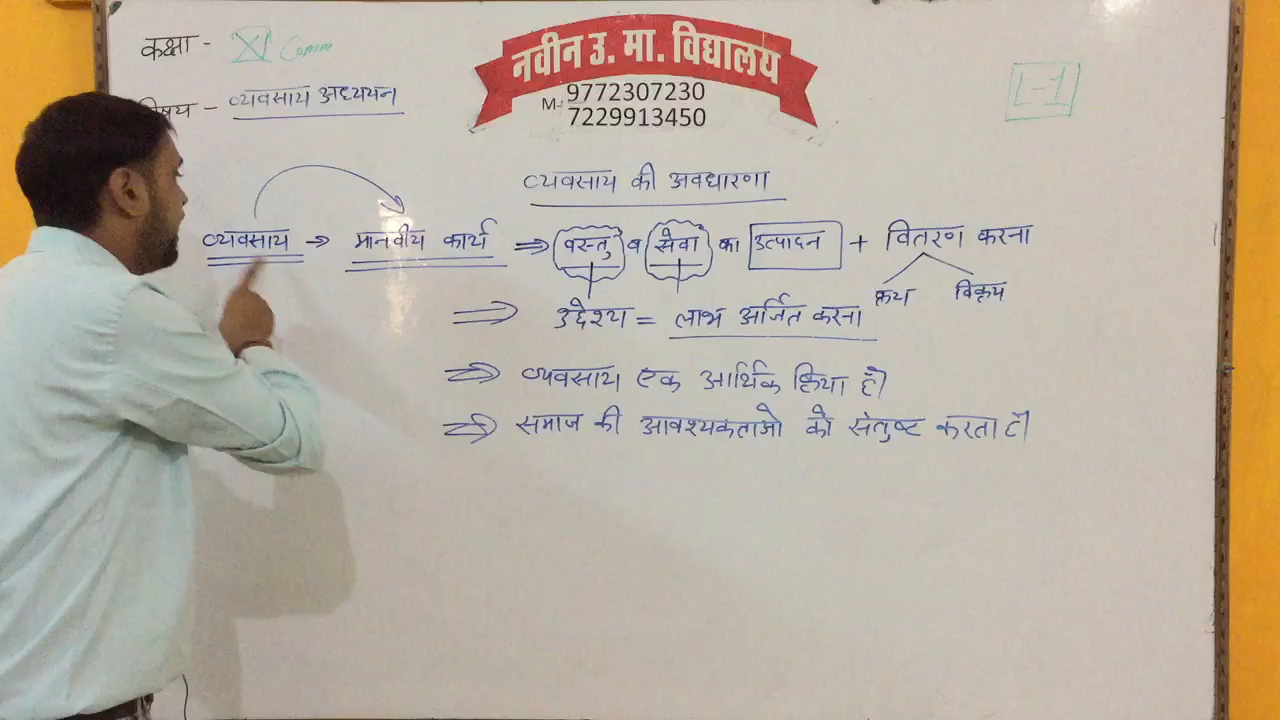 कक्षा - XI Comm
नवीन उ. मा. विद्यालय
M.: 9772307230
7229913450
L-1
विषय - व्यवसाय अध्ययन
व्यवसाय की अवधारणा
व्यवसाय → मानवीय कार्य ⇒ वस्तु व सेवा का उत्पादन + वितरण करना
क्रय विक्रय
⇒ उद्देश्य = लाभ अर्जित करना
⇒ व्यवसाय एक आर्थिक क्रिया है।
⇒ समाज की आवश्यकताओ को संतुष्ट करता है।